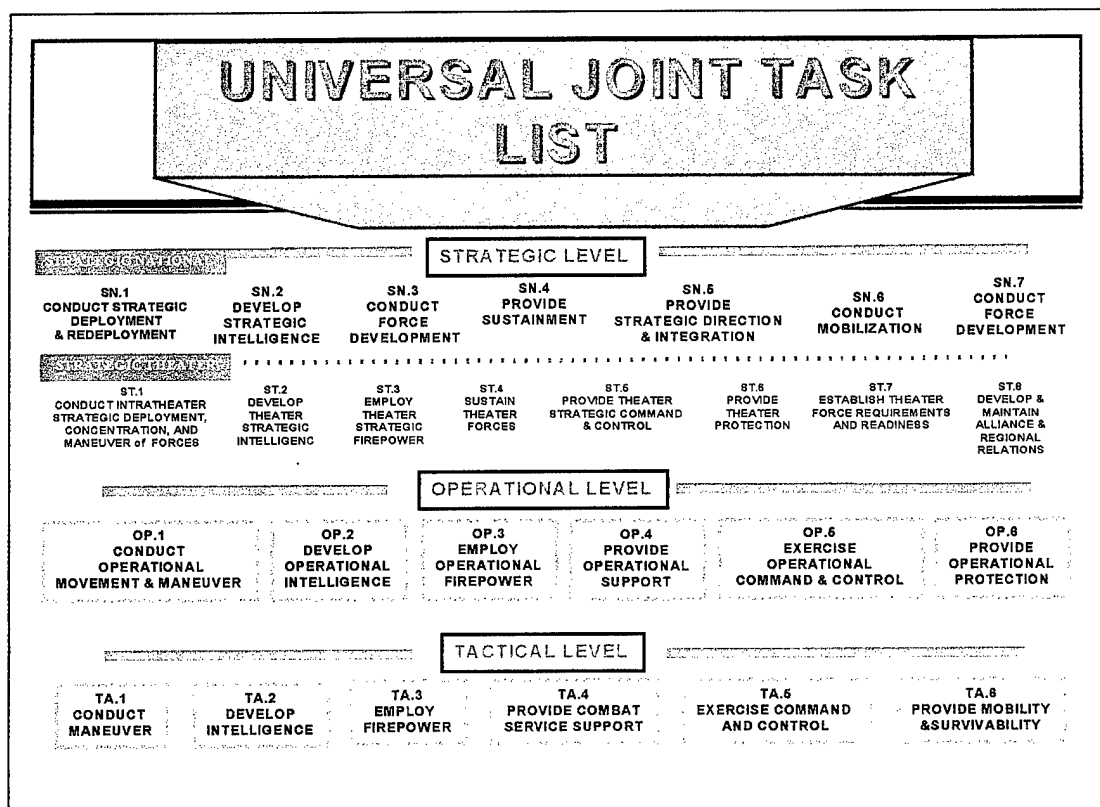 UNIVERSAL JOINT TASK
LIST
STRATEGIC LEVEL
STRATEGIC NATIONAL
SN.1
CONDUCT STRATEGIC
DEPLOYMENT
& REDEPLOYMENT
SN.2
DEVELOP
STRATEGIC
INTELLIGENCE
SN.3
CONDUCT
FORCE
DEVELOPMENT
SN.4
PROVIDE
SUSTAINMENT
SN.5
PROVIDE
STRATEGIC DIRECTION
& INTEGRATION
SN.6
CONDUCT
MOBILIZATION
SN.7
CONDUCT
FORCE
DEVELOPMENT
STRATEGIC THEATER
ST.1
CONDUCT INTRATHEATER
STRATEGIC DEPLOYMENT,
CONCENTRATION, AND
MANEUVER of FORCES
ST.2
DEVELOP
THEATER
STRATEGIC
INTELLIGENC
ST.3
EMPLOY
THEATER
STRATEGIC
FIREPOWER
ST.4
SUSTAIN
THEATER
FORCES
ST.5
PROVIDE THEATER
STRATEGIC COMMAND
& CONTROL
ST.6
PROVIDE
THEATER
PROTECTION
ST.7
ESTABLISH THEATER
FORCE REQUIREMENTS
AND READINESS
ST.8
DEVELOP &
MAINTAIN
ALLIANCE &
REGIONAL
RELATIONS
OPERATIONAL LEVEL
OP.1
CONDUCT
OPERATIONAL
MOVEMENT & MANEUVER
OP.2
DEVELOP
OPERATIONAL
INTELLIGENCE
OP.3
EMPLOY
OPERATIONAL
FIREPOWER
OP.4
PROVIDE
OPERATIONAL
SUPPORT
OP.5
EXERCISE
OPERATIONAL
COMMAND & CONTROL
OP.6
PROVIDE
OPERATIONAL
PROTECTION
TACTICAL LEVEL
TA.1
CONDUCT
MANEUVER
TA.2
DEVELOP
INTELLIGENCE
TA.3
EMPLOY
FIREPOWER
TA.4
PROVIDE COMBAT
SERVICE SUPPORT
TA.5
EXERCISE COMMAND
AND CONTROL
TA.6
PROVIDE MOBILITY
&SURVIVABILITY